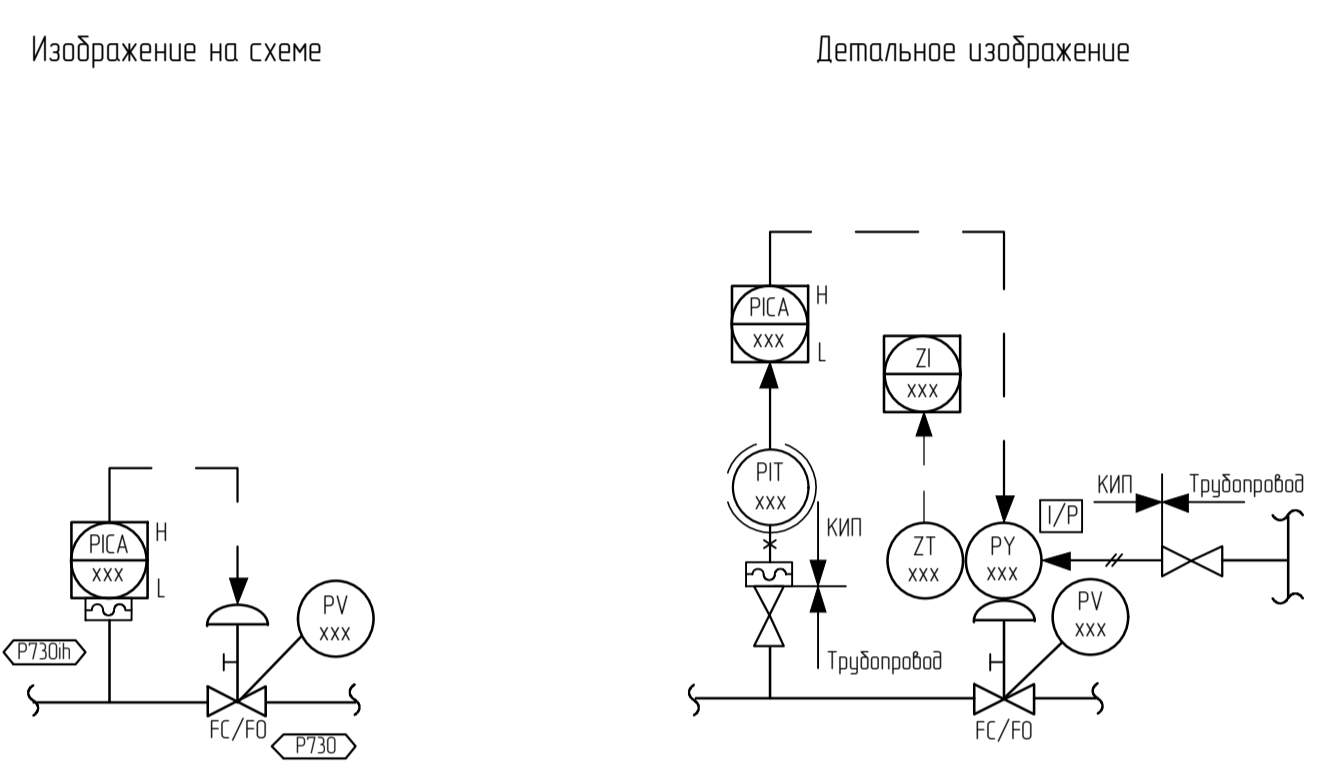 Изображение на схеме
PICA
xxx
H
L
PV
xxx
P730ih
FC/FO
P730
Детальное изображение
PICA
xxx
H
L
ZI
xxx
PIT
xxx
КИП
Трубопровод
ZT
xxx
PY
xxx
I/P
КИП
Трубопровод
PV
xxx
FC/FO